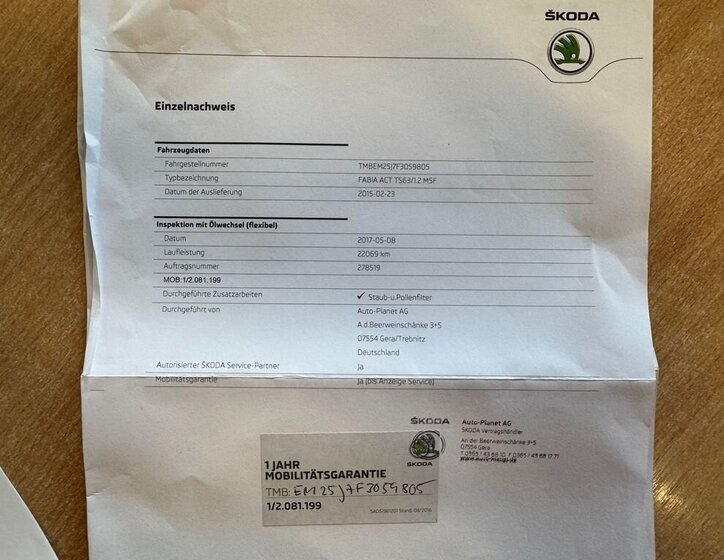 ŠKODA
Einzelnachweis
Fahrzeugdaten
Fahrgestellnummer TMBEM25J7F3059805
Typbezeichnung FABIA ACT TS63/1.2 M5F
Datum der Auslieferung 2015-02-23
Inspektion mit Ölwechsel (flexibel)
Datum 2017-05-08
Laufleistung 22069 km
Auftragsnummer 278519
MOB:1/2.081.199
Durchgeführte Zusatzarbeiten ✓ Staub-u.Pollenfilter
Durchgeführt von Auto-Planet AG
A.d.Beerweinschänke 3+5
07554 Gera/Trebnitz
Deutschland
Autorisierter ŠKODA Service-Partner Ja
Mobilitätsgarantie Ja (bis Anzeige Service)
ŠKODA Auto-Planet AG
ŠKODA Vertragshändler
An der Beerweinschänke 3+5
07554 Gera
1 JAHR
MOBILITÄTSGARANTIE
TMB: EM25J7F3059805
1/2.081.199
ŠKODA